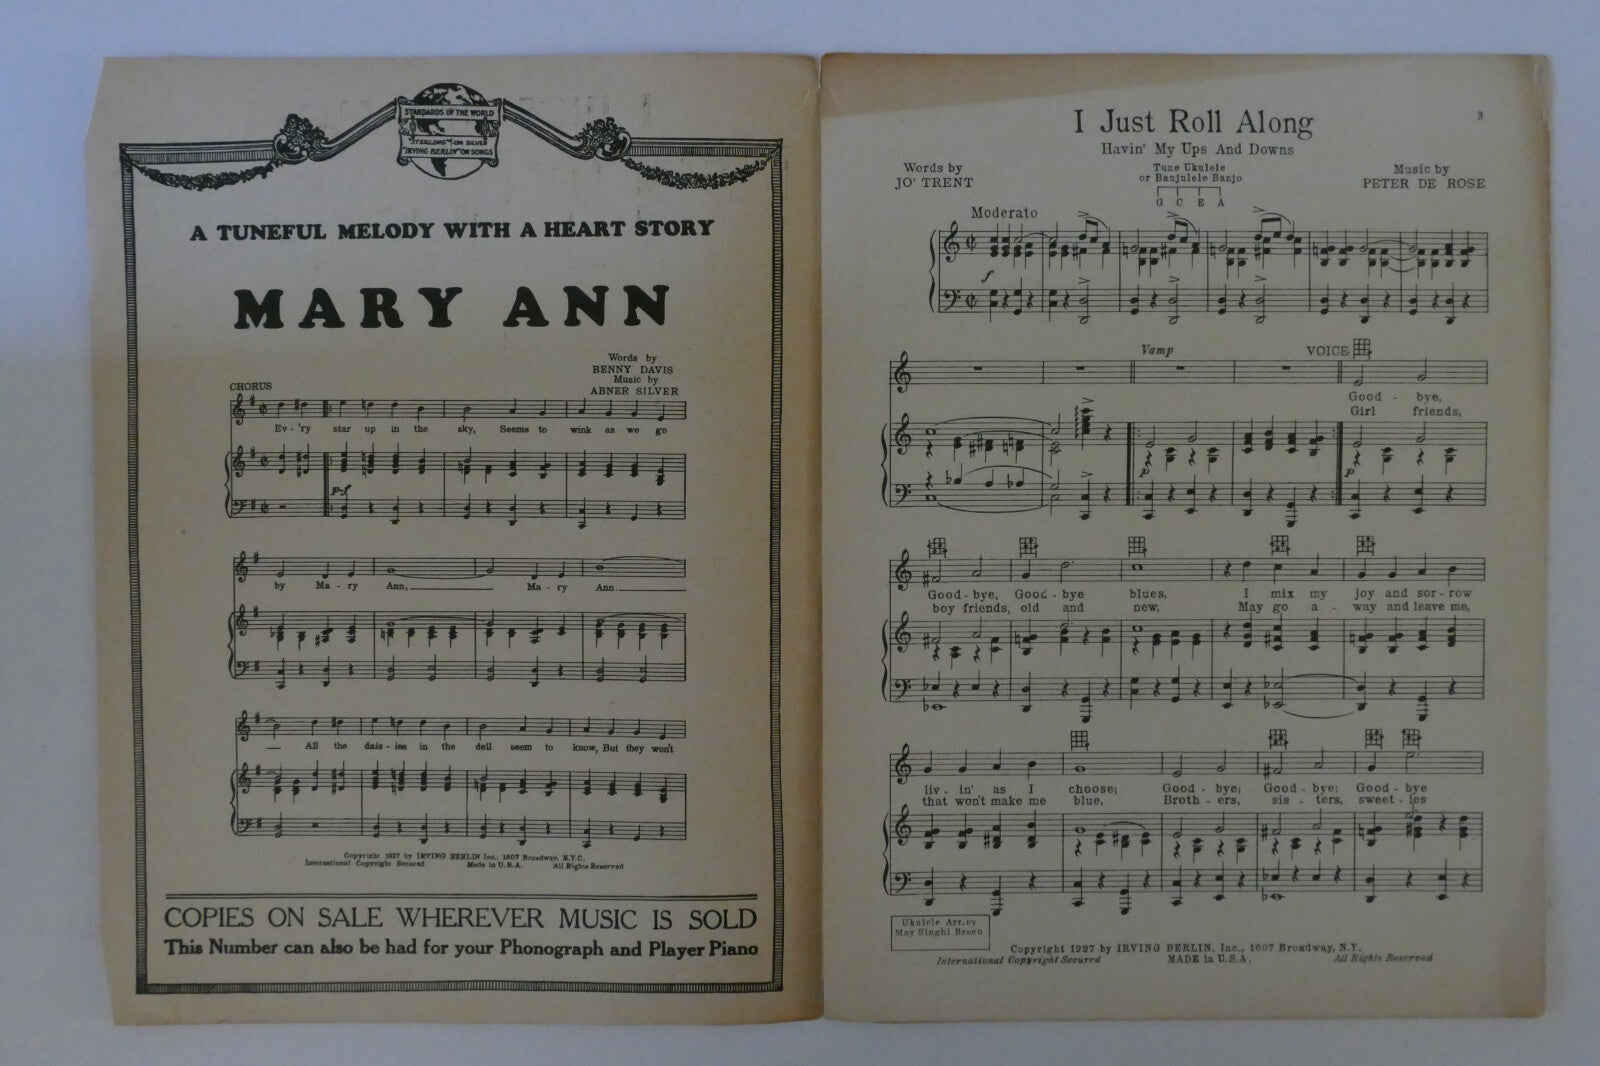 STANDARDS OF THE WORLD
"STERLING" ON SILVER
"IRVING BERLIN" ON SONGS
A TUNEFUL MELODY WITH A HEART STORY
MARY ANN
Words by
BENNY DAVIS
Music by
ABNER SILVER
CHORUS
Ev-'ry star up in the sky, Seems to wink as we go
p-f
by Ma-ry Ann, Ma-ry Ann.
All the dais-ies in the dell seem to know, But they won't
Copyright 1927 by IRVING BERLIN Inc., 1607 Broadway, N.Y.C.
International Copyright Secured Made in U.S.A. All Rights Reserved
COPIES ON SALE WHEREVER MUSIC IS SOLD
This Number can also be had for your Phonograph and Player Piano
3
I Just Roll Along
Havin' My Ups And Downs
Words by
JO' TRENT
Tune Ukulele
or Banjulele Banjo
G C E A
Music by
PETER DE ROSE
Moderato
f
Vamp VOICE
Good-bye,
Girl friends,
p p
Good-bye, Good-bye blues, I mix my joy and sor-row
boy friends, old and new, May go a-way and leave me,
liv-in' as I choose; Good-bye; Good-bye; Good-bye
that won't make me blue, Broth-ers, sis-ters, sweet-ies
Ukulele Arr. by
May Singhi Breen
Copyright 1927 by IRVING BERLIN, Inc., 1607 Broadway, N.Y.
International Copyright Secured MADE in U.S.A. All Rights Reserved